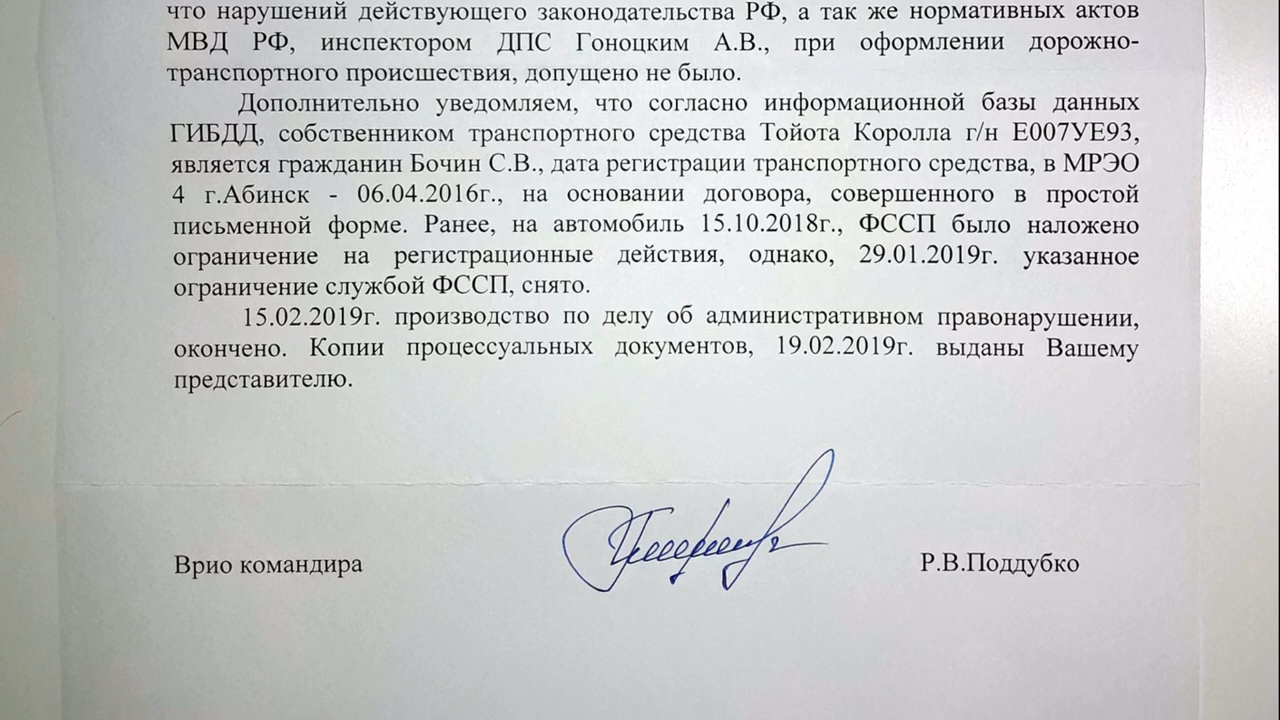 что нарушений действующего законодательства РФ, а так же нормативных актов
МВД РФ, инспектором ДПС Гоноцким А.В., при оформлении дорожно-
транспортного происшествия, допущено не было.
Дополнительно уведомляем, что согласно информационной базы данных
ГИБДД, собственником транспортного средства Тойота Королла г/н Е007УЕ93,
является гражданин Бочин С.В., дата регистрации транспортного средства, в МРЭО
4 г.Абинск - 06.04.2016г., на основании договора, совершенного в простой
письменной форме. Ранее, на автомобиль 15.10.2018г., ФССП было наложено
ограничение на регистрационные действия, однако, 29.01.2019г. указанное
ограничение службой ФССП, снято.
15.02.2019г. производство по делу об административном правонарушении,
окончено. Копии процессуальных документов, 19.02.2019г. выданы Вашему
представителю.
Врио командира
Р.В.Поддубко